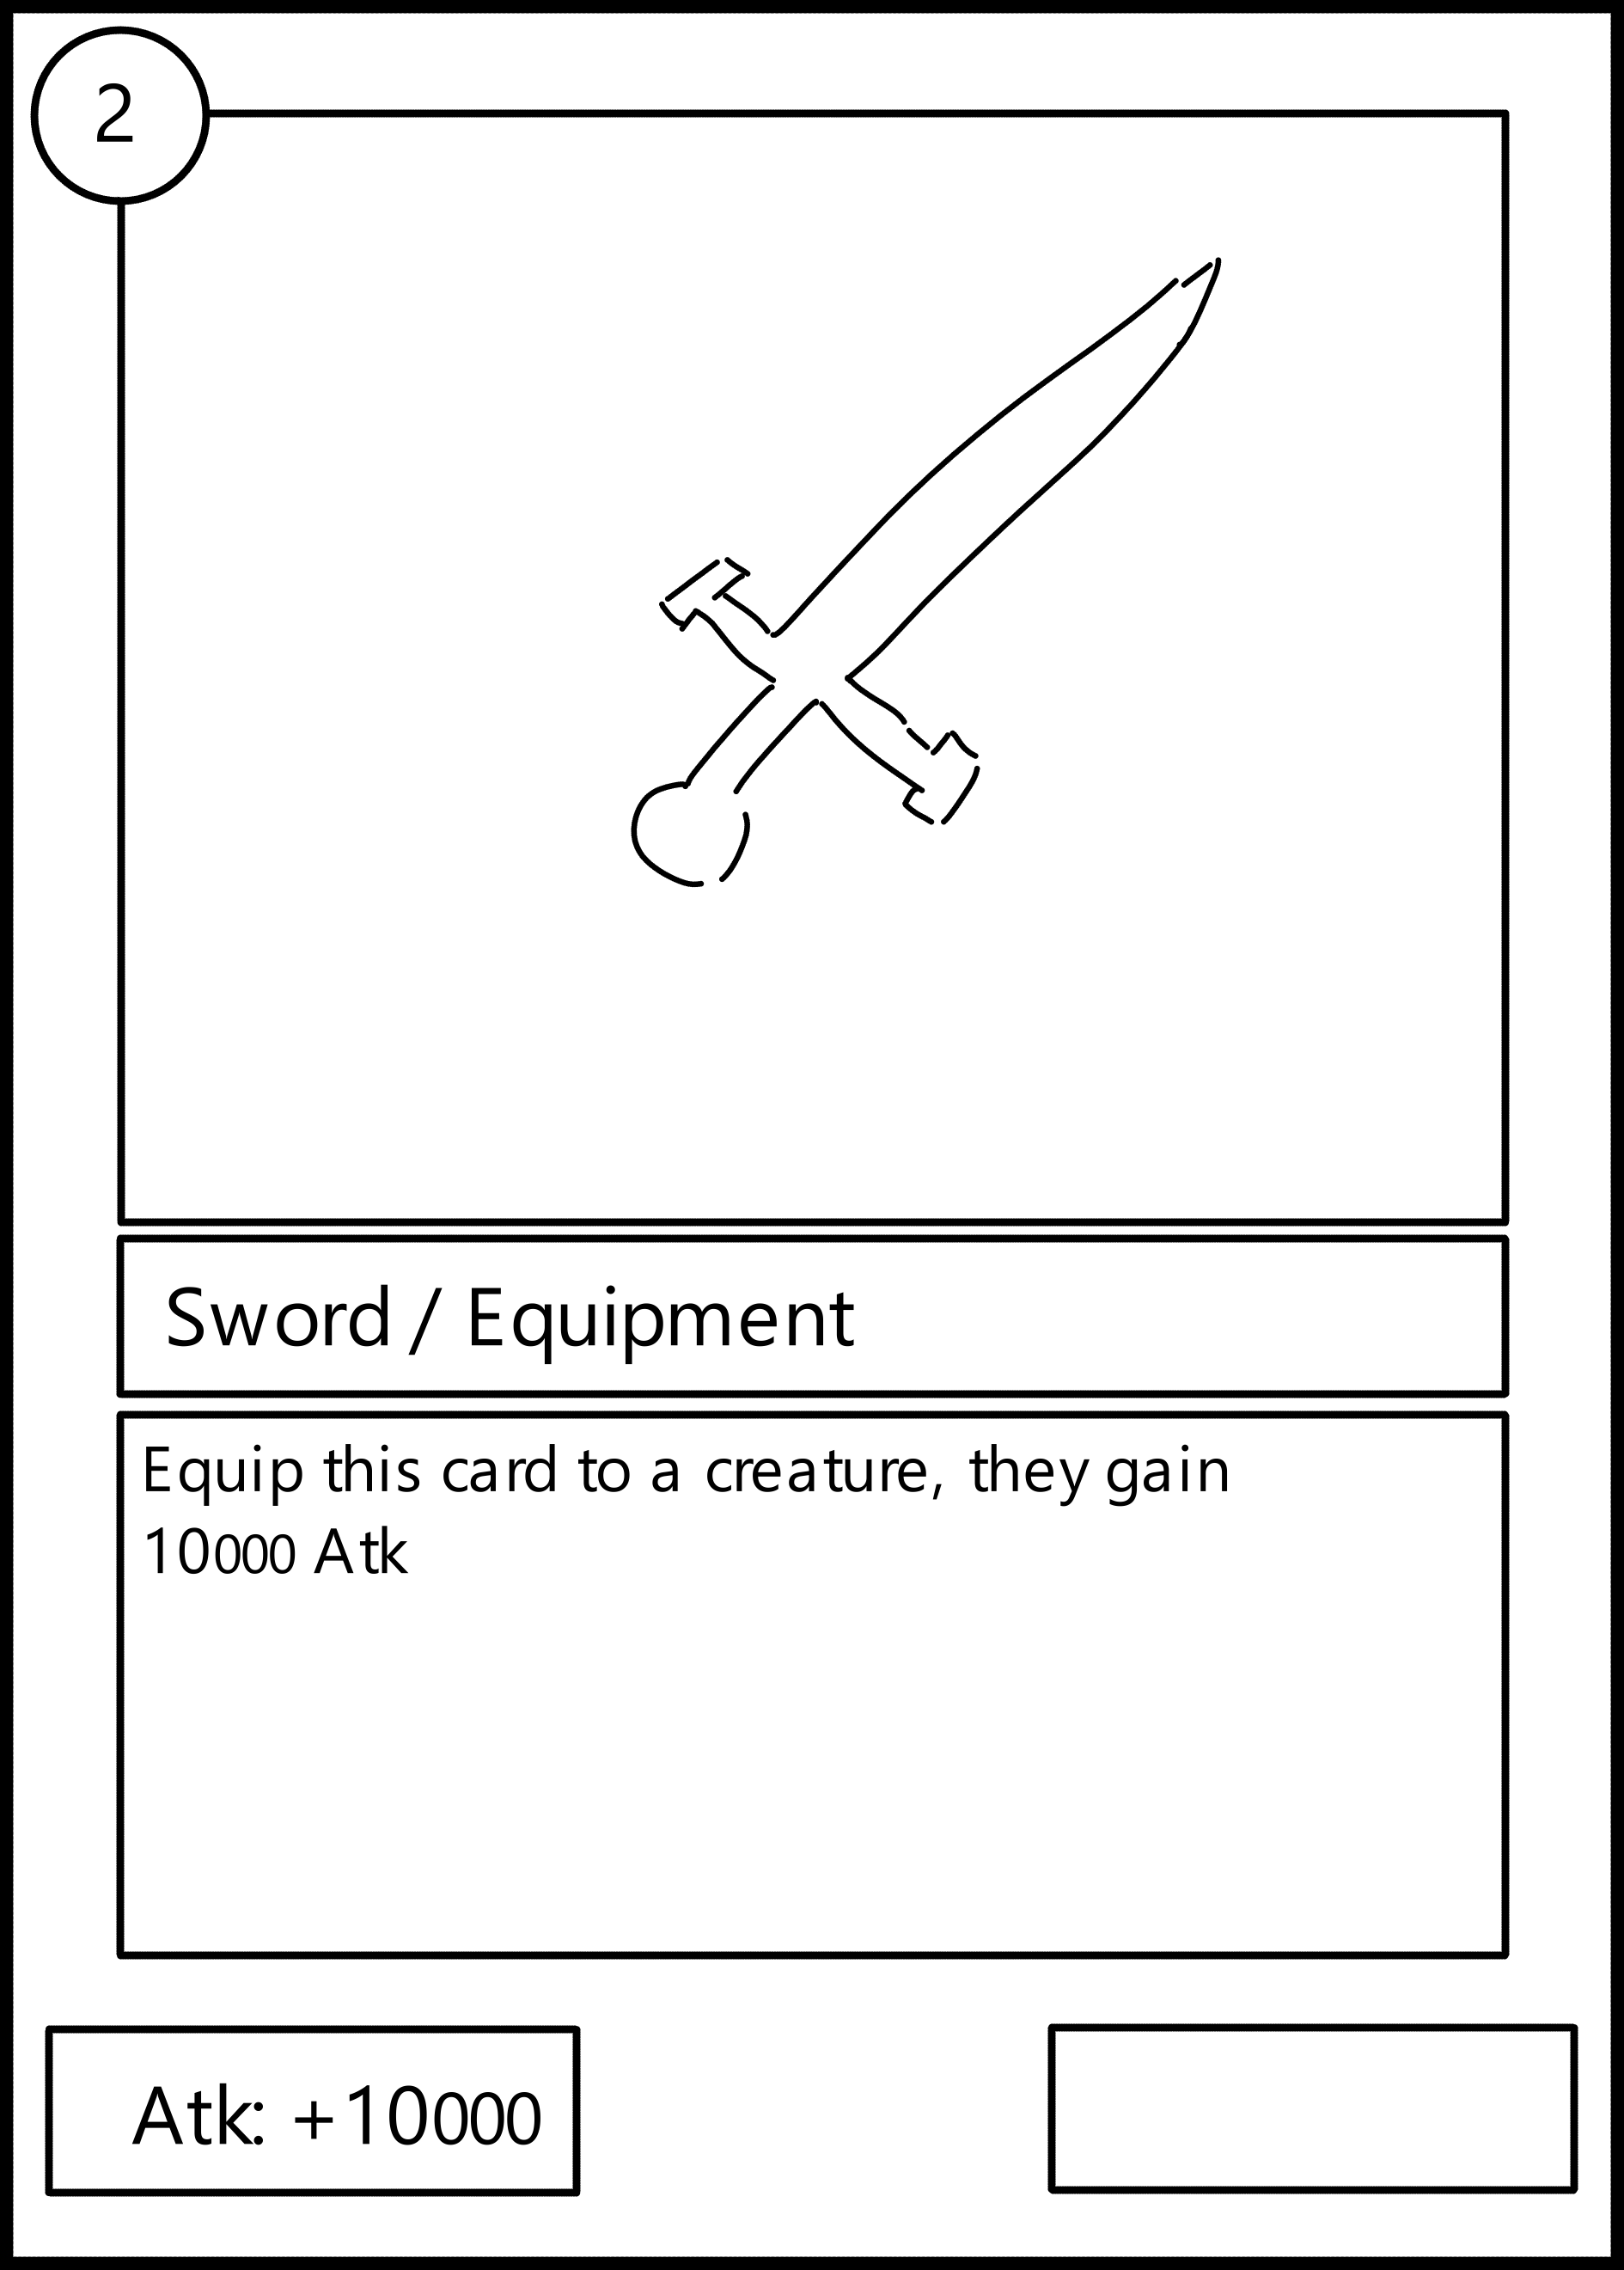 2
Sword / Equipment
Equip this card to a creature, they gain
10000 Atk
Atk: +10000